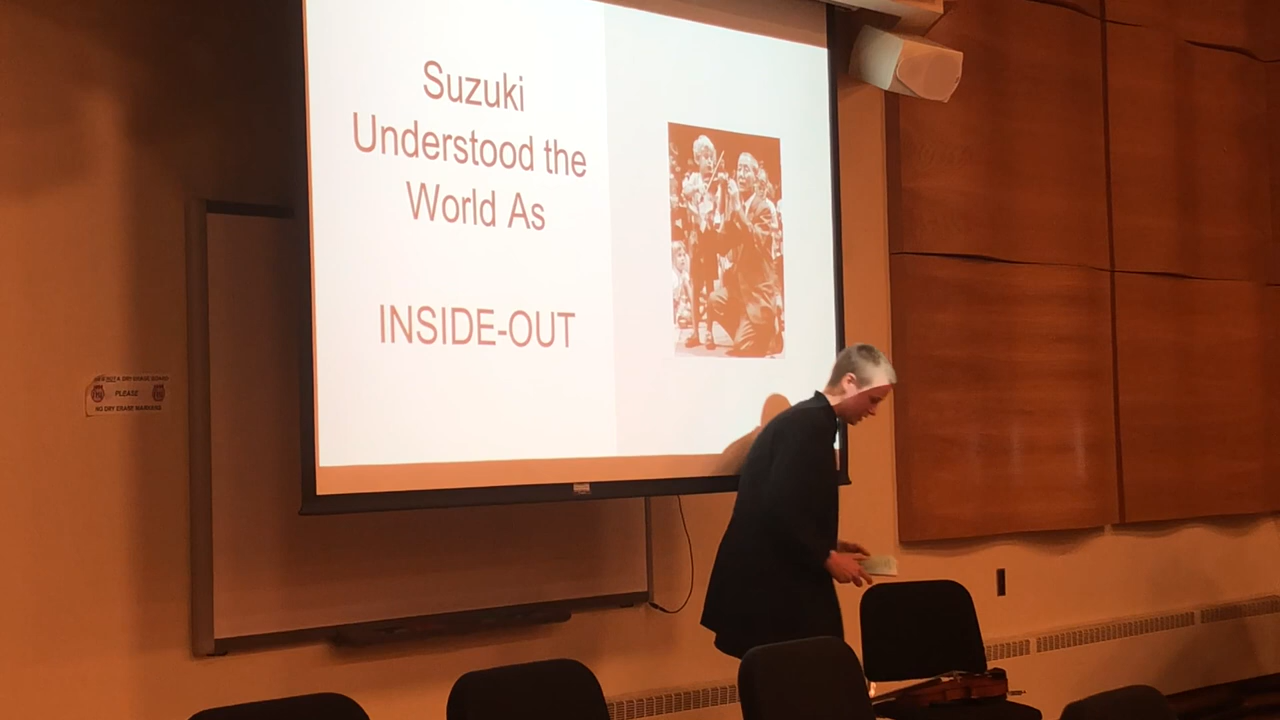 Suzuki
Understood the
World As
INSIDE-OUT
PLEASE
NO DRY ERASE MARKERS